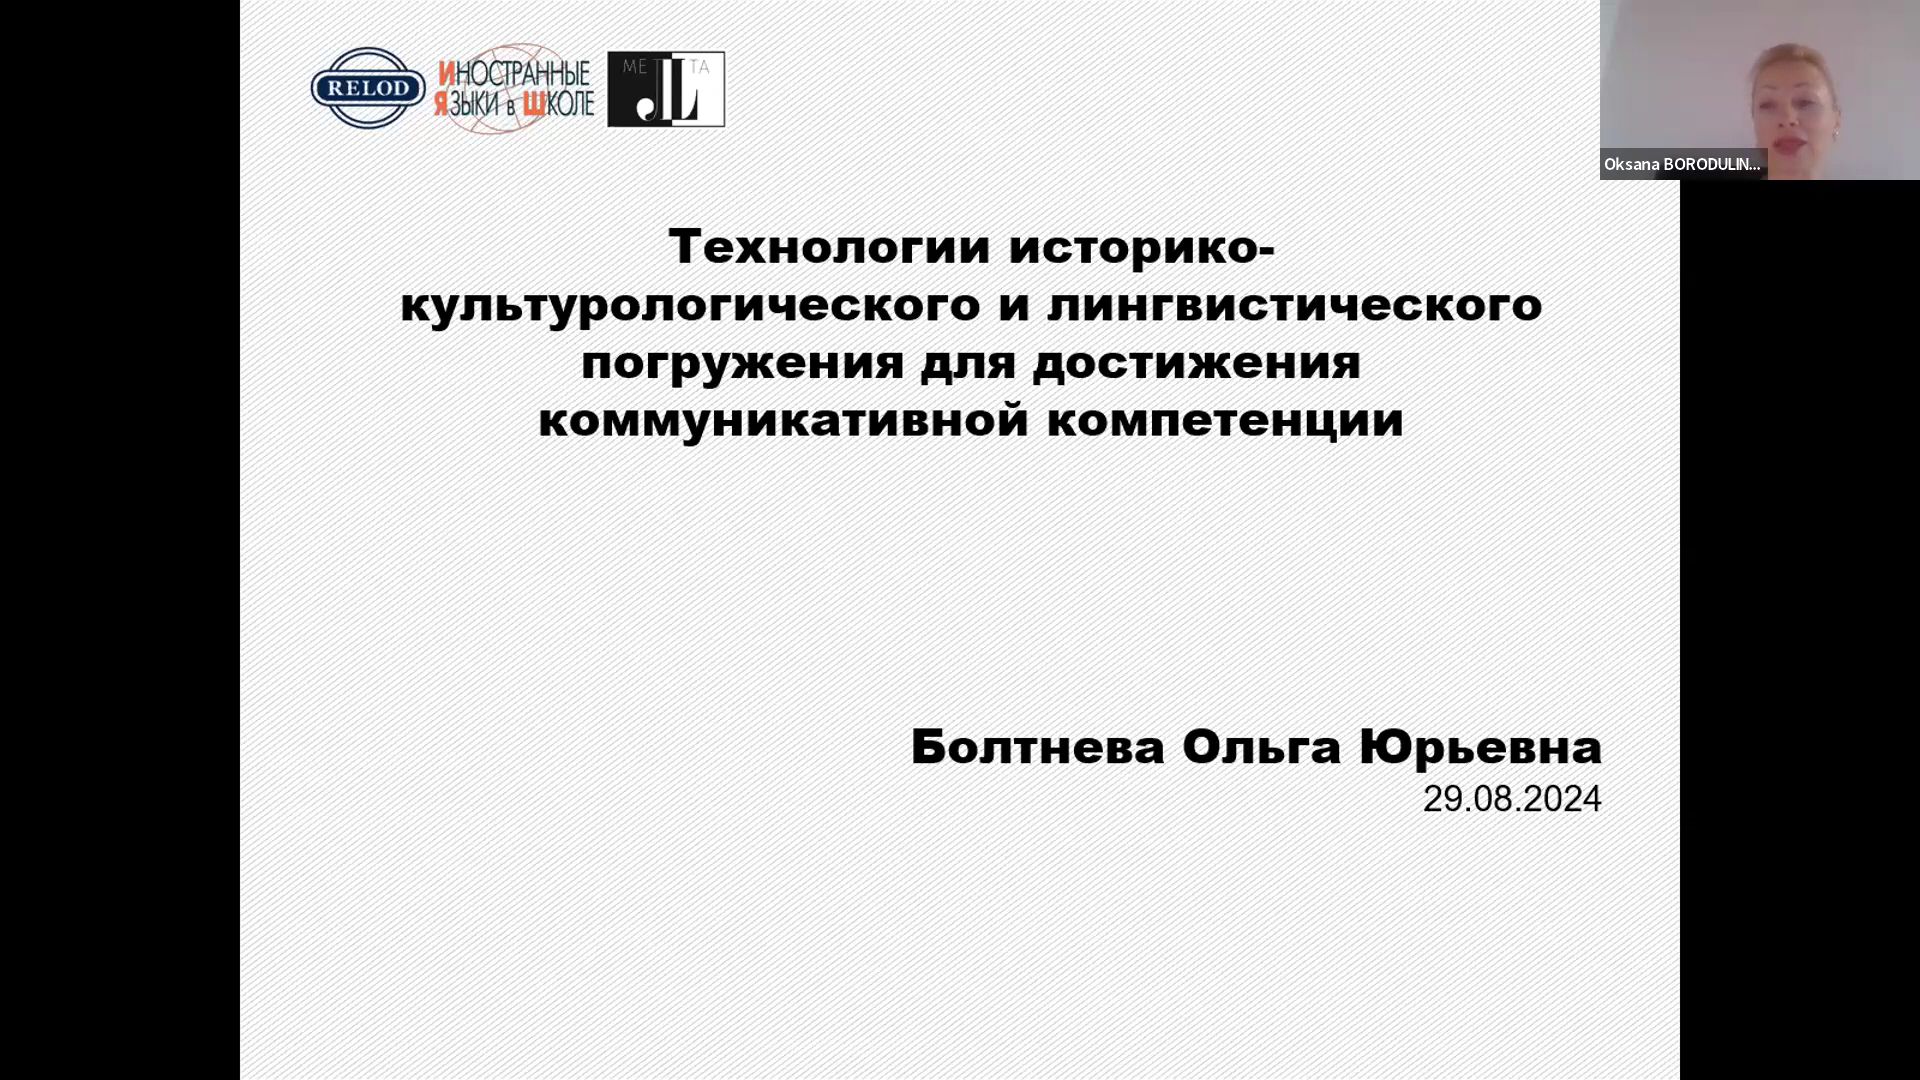 RELOD
ИНОСТРАННЫЕ
ЯЗЫКИ в ШКОЛЕ
МЕ ТА
Oksana BORODULIN...
Технологии историко-
культурологического и лингвистического
погружения для достижения
коммуникативной компетенции
Болтнева Ольга Юрьевна
29.08.2024